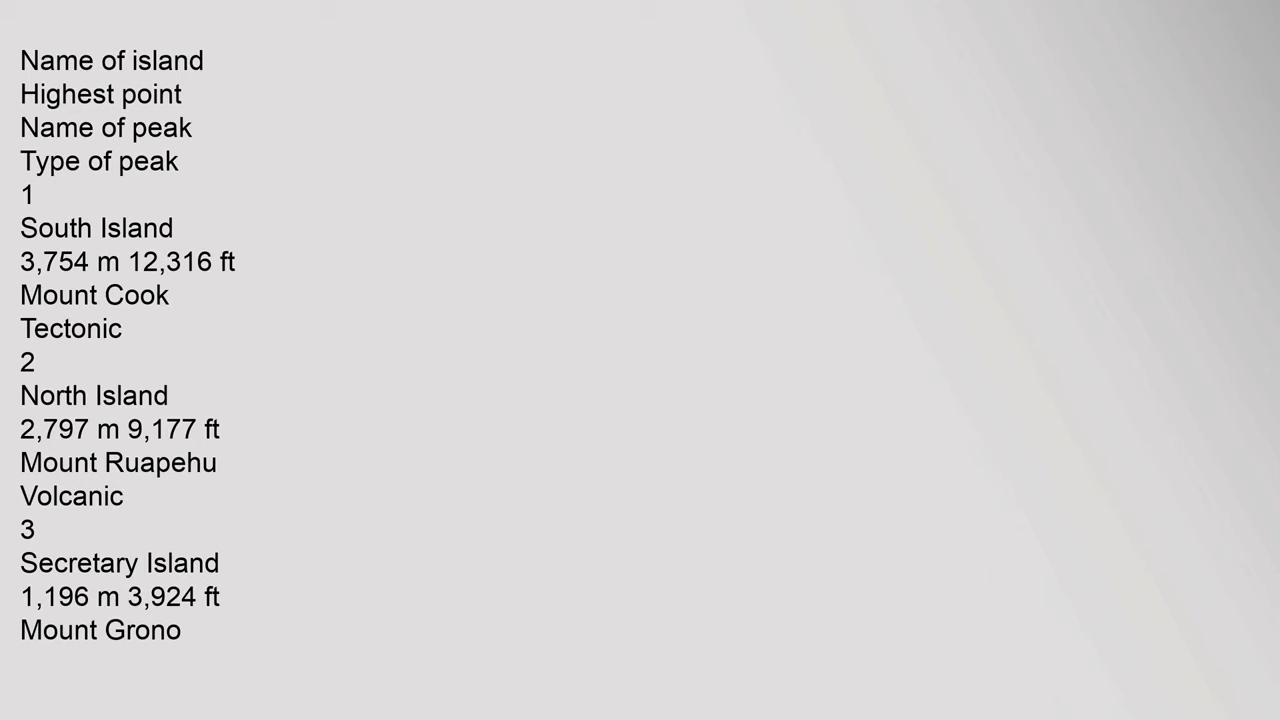 Name of island
Highest point
Name of peak
Type of peak
1
South Island
3,754 m 12,316 ft
Mount Cook
Tectonic
2
North Island
2,797 m 9,177 ft
Mount Ruapehu
Volcanic
3
Secretary Island
1,196 m 3,924 ft
Mount Grono